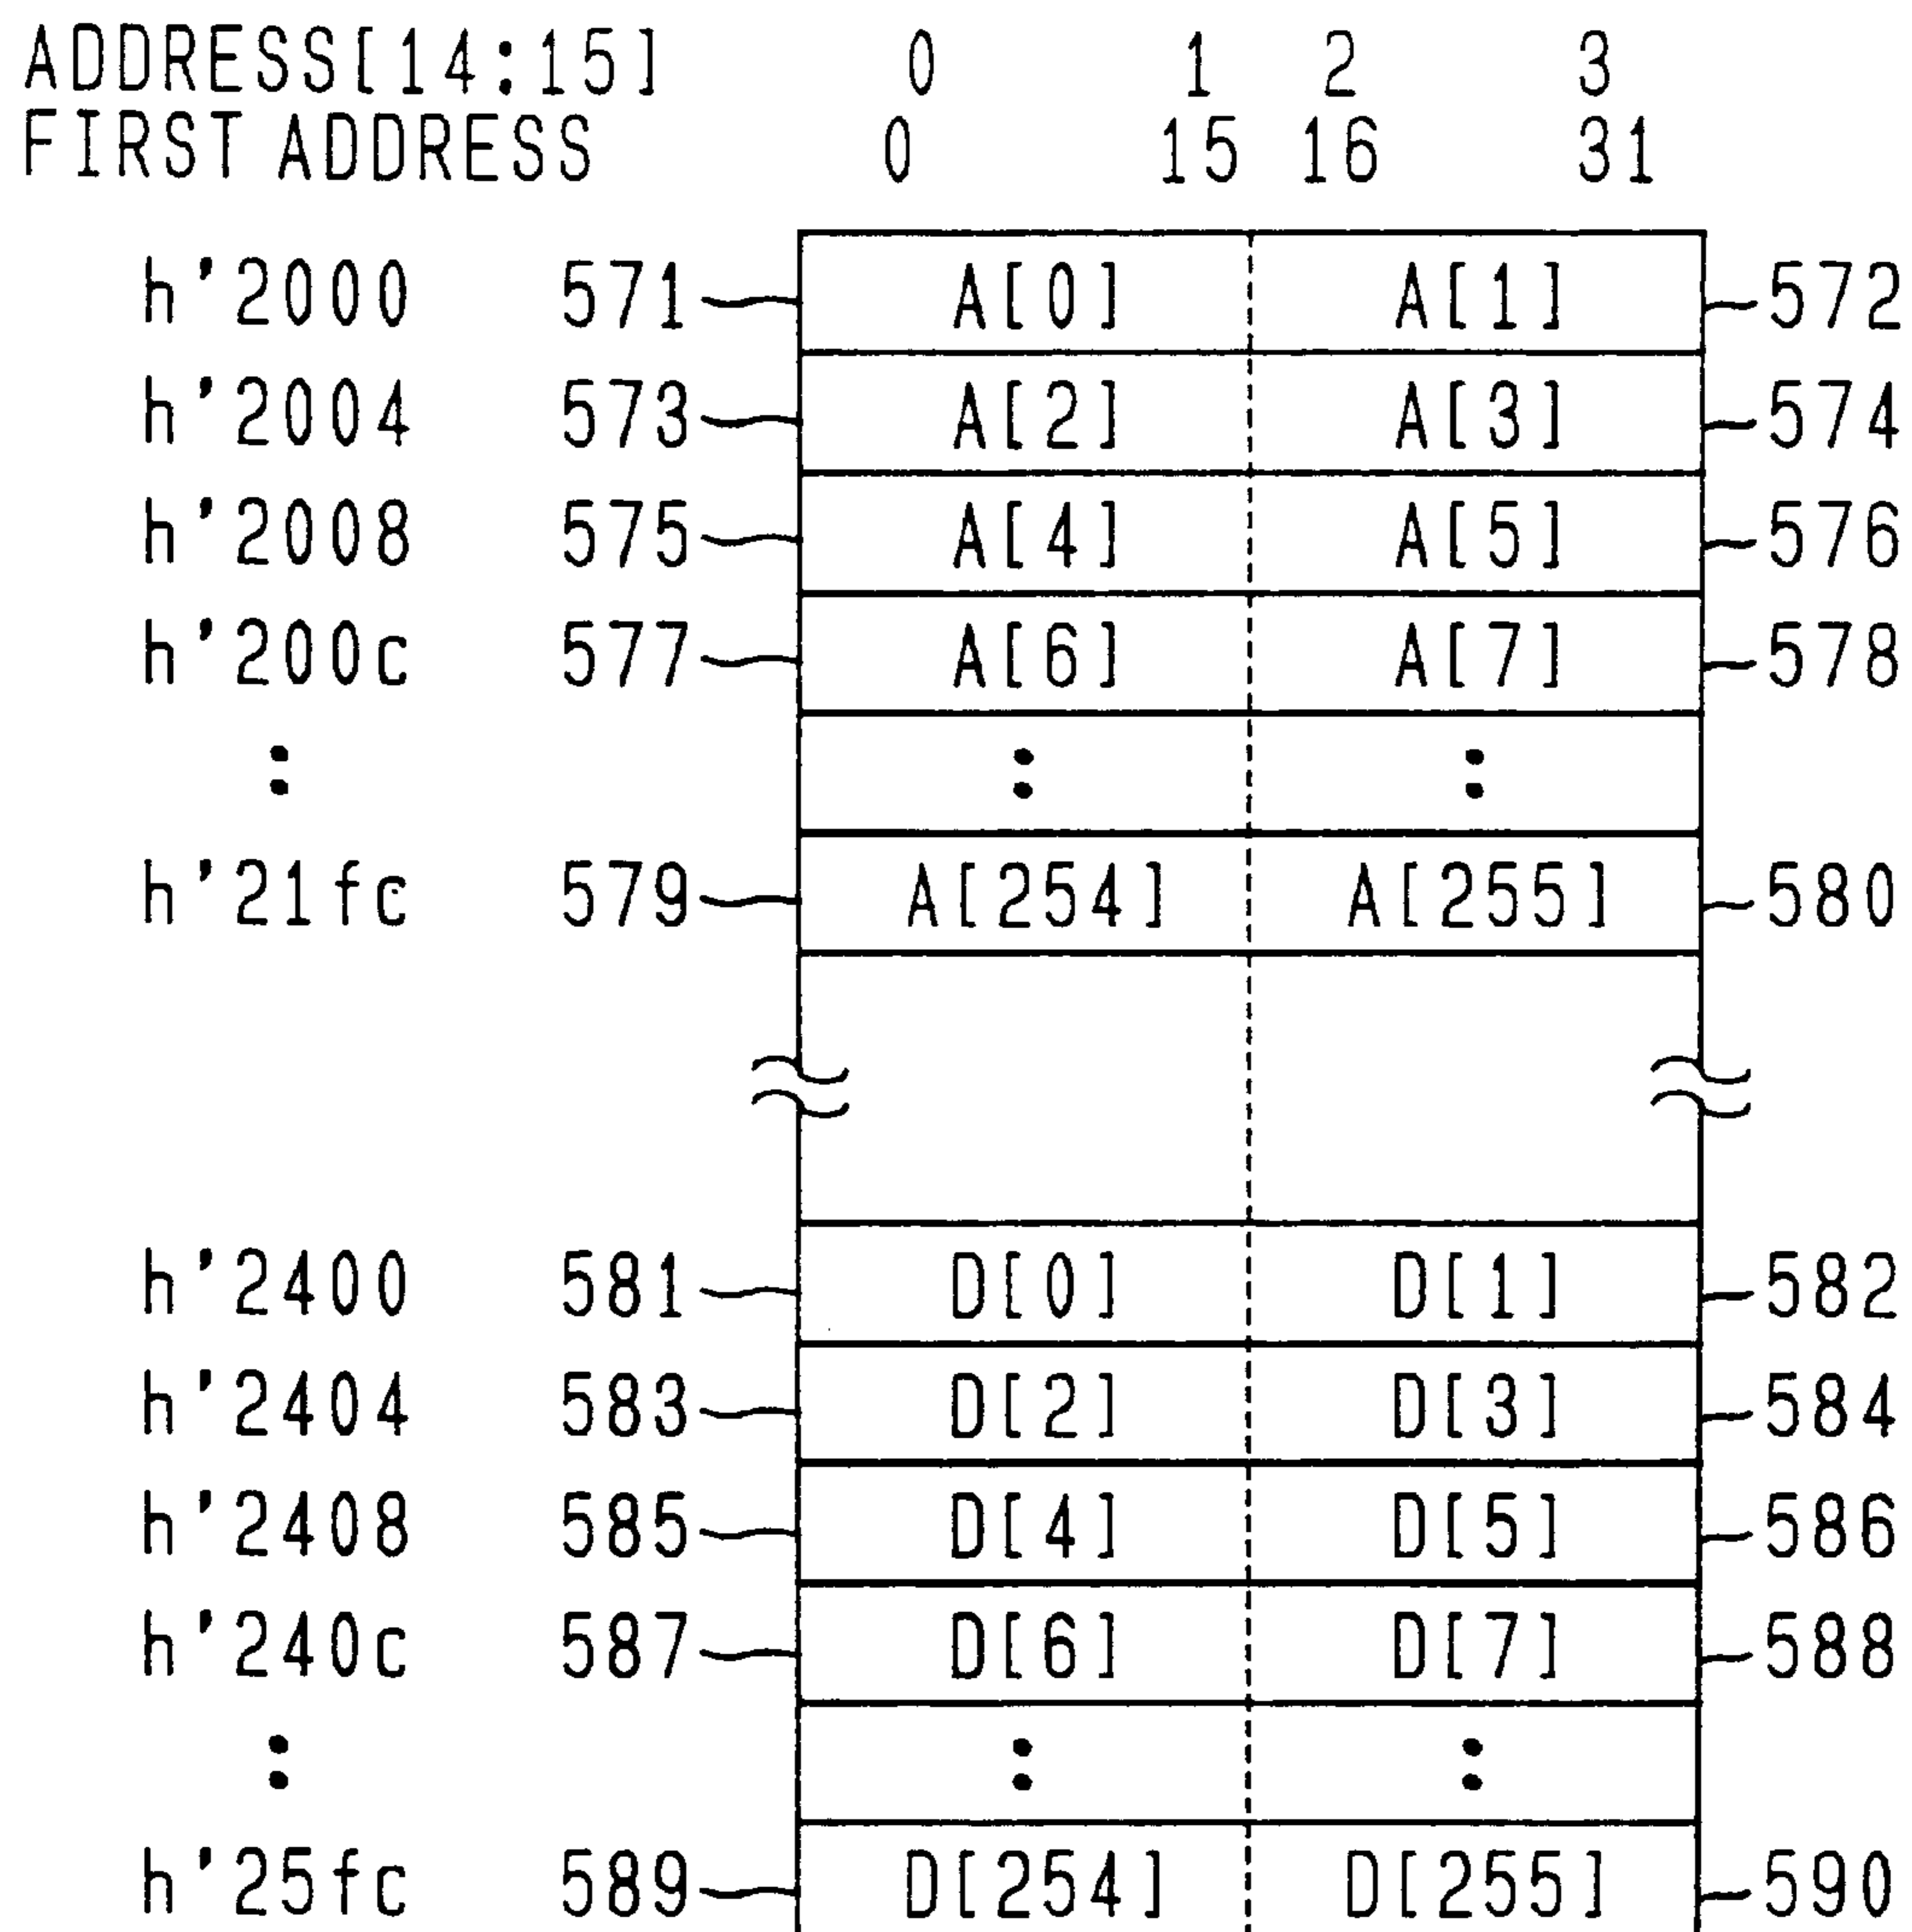 ADDRESS[14:15] 0 1 2 3
FIRST ADDRESS 0 15 16 31
h'2000 571 A[0] A[1] 572
h'2004 573 A[2] A[3] 574
h'2008 575 A[4] A[5] 576
h'200c 577 A[6] A[7] 578
: : :
h'21fc 579 A[254] A[255] 580
h'2400 581 D[0] D[1] 582
h'2404 583 D[2] D[3] 584
h'2408 585 D[4] D[5] 586
h'240c 587 D[6] D[7] 588
: : :
h'25fc 589 D[254] D[255] 590